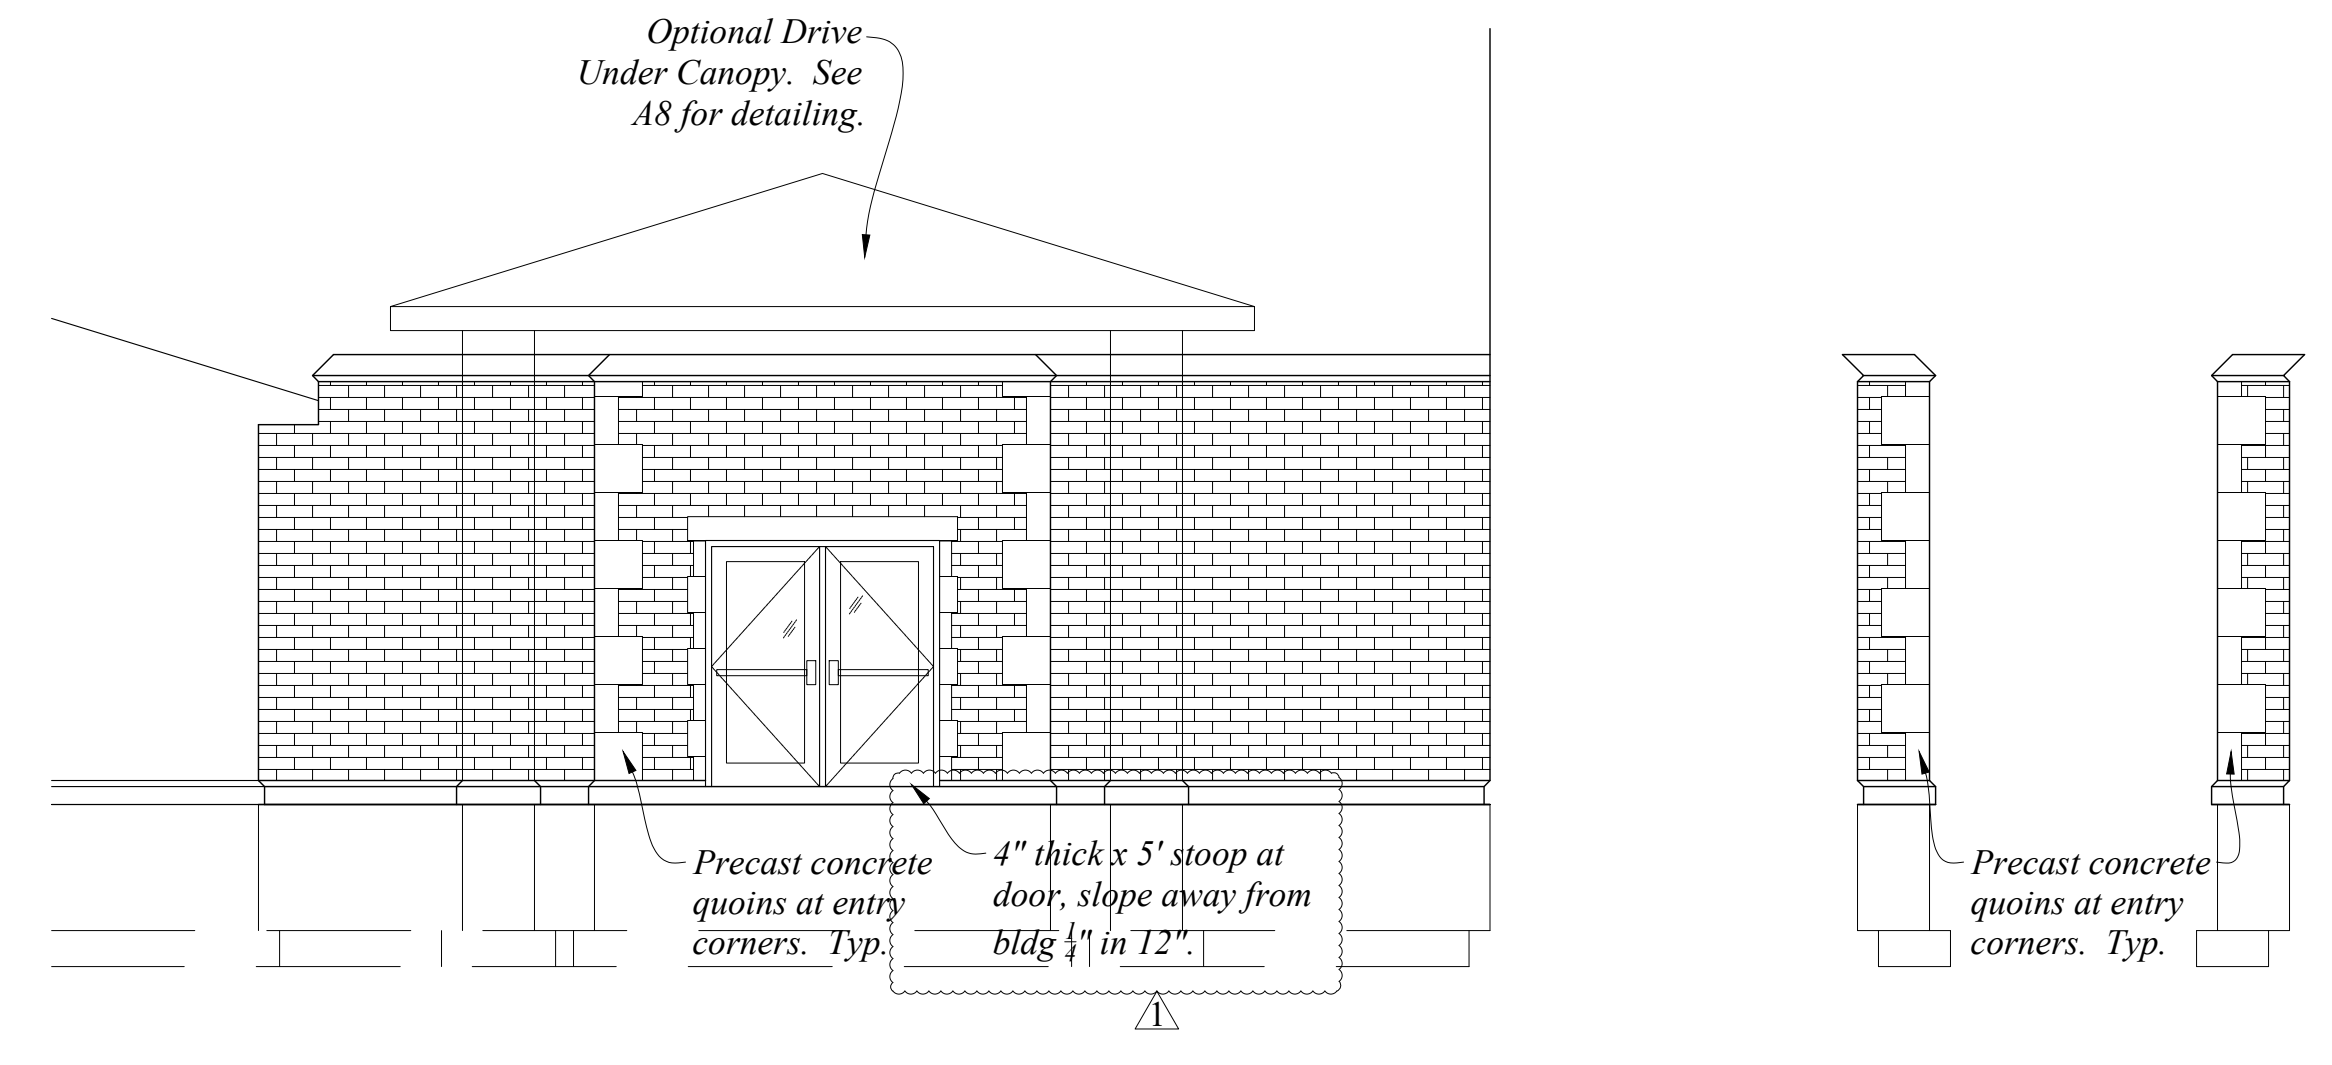 Optional Drive
Under Canopy. See
A8 for detailing.
Precast concrete
quoins at entry
corners. Typ.
4" thick x 5' stoop at
door, slope away from
bldg 1/4" in 12".
1
Precast concrete
quoins at entry
corners. Typ.